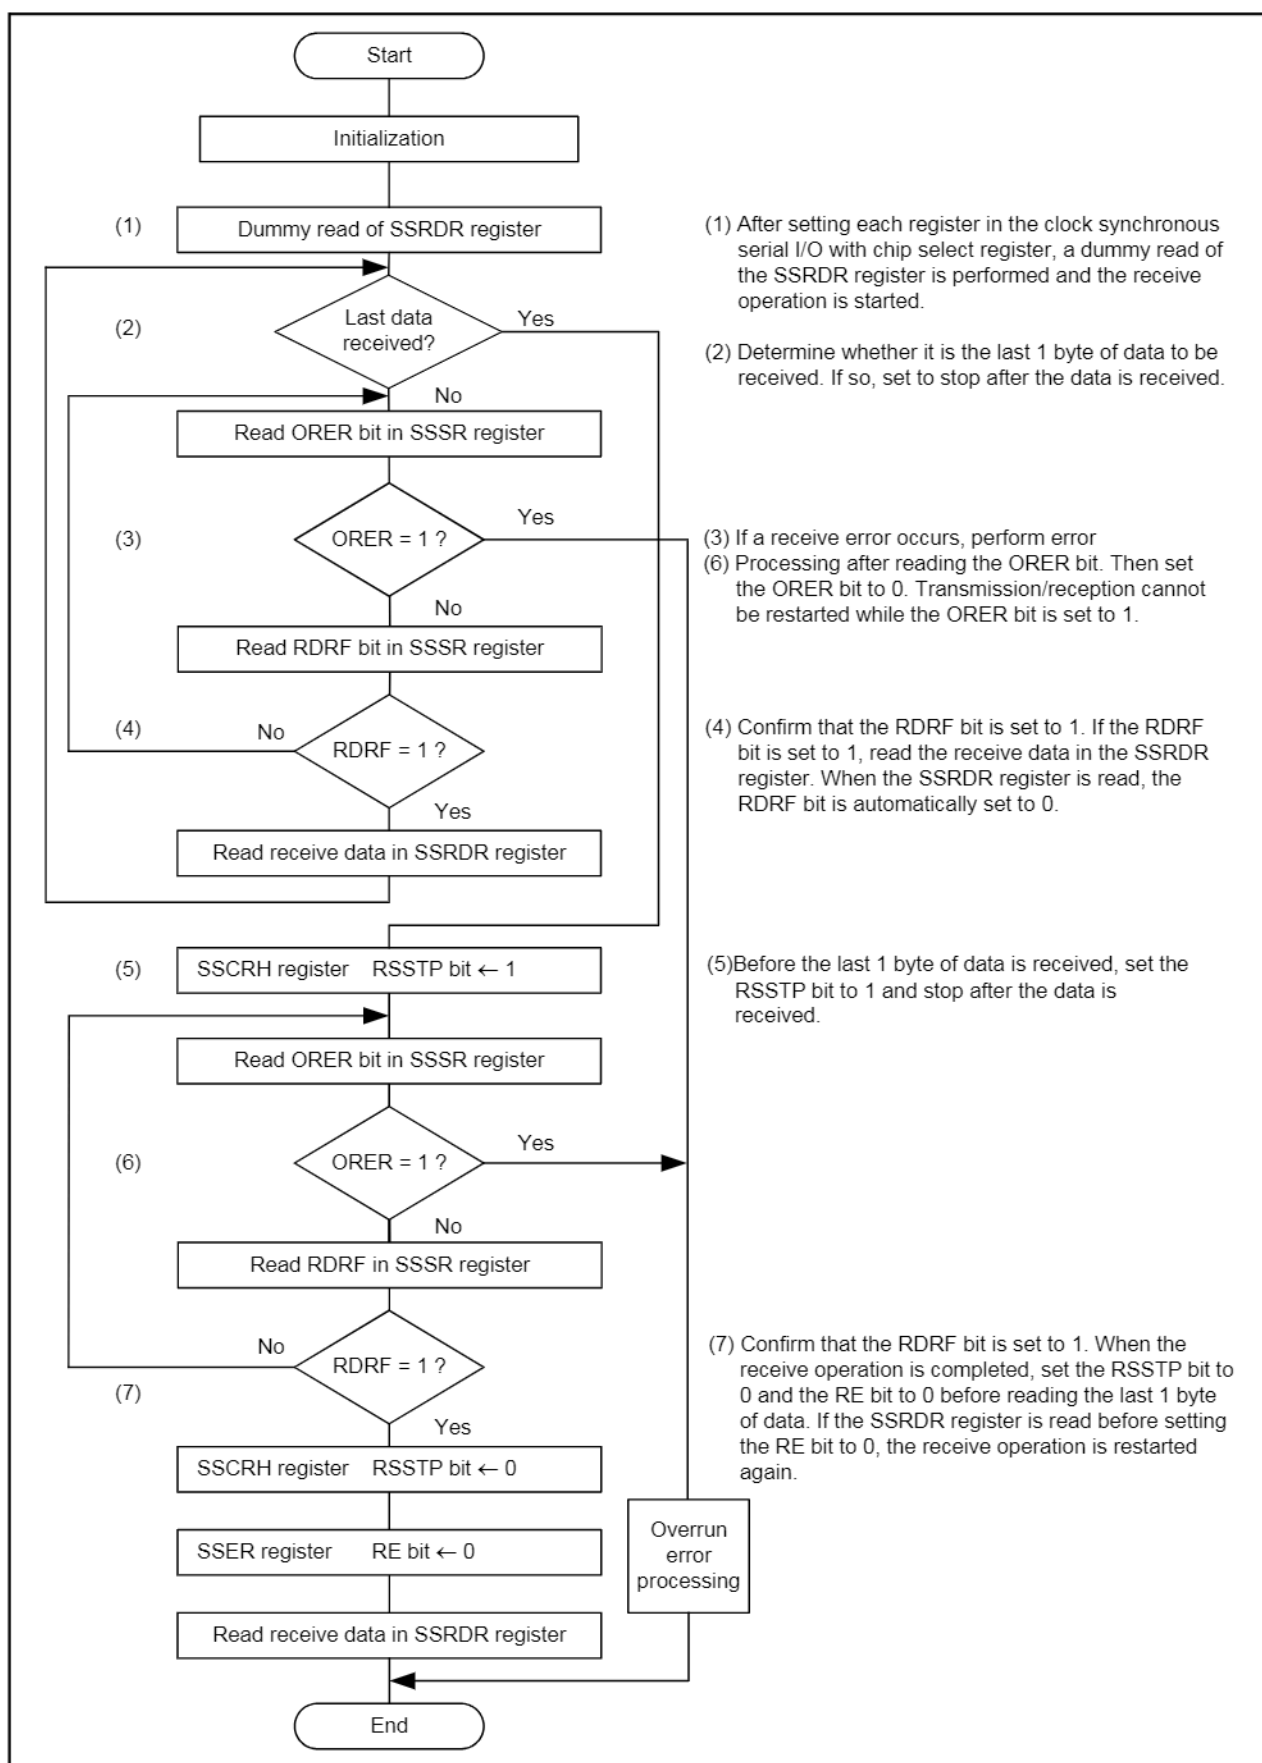 Start
Initialization
(1)
Dummy read of SSRDR register
(1) After setting each register in the clock synchronous
serial I/O with chip select register, a dummy read of
the SSRDR register is performed and the receive
operation is started.
(2)
Last data
received?
Yes
No
(2) Determine whether it is the last 1 byte of data to be
received. If so, set to stop after the data is received.
Read ORER bit in SSSR register
(3)
ORER = 1 ?
Yes
No
(3) If a receive error occurs, perform error
(6) Processing after reading the ORER bit. Then set
the ORER bit to 0. Transmission/reception cannot
be restarted while the ORER bit is set to 1.
Read RDRF bit in SSSR register
(4)
No
RDRF = 1 ?
Yes
(4) Confirm that the RDRF bit is set to 1. If the RDRF
bit is set to 1, read the receive data in the SSRDR
register. When the SSRDR register is read, the
RDRF bit is automatically set to 0.
Read receive data in SSRDR register
(5)
SSCRH register RSSTP bit ← 1
(5)Before the last 1 byte of data is received, set the
RSSTP bit to 1 and stop after the data is
received.
Read ORER bit in SSSR register
(6)
ORER = 1 ?
Yes
No
Read RDRF in SSSR register
No
RDRF = 1 ?
(7)
Yes
(7) Confirm that the RDRF bit is set to 1. When the
receive operation is completed, set the RSSTP bit to
0 and the RE bit to 0 before reading the last 1 byte
of data. If the SSRDR register is read before setting
the RE bit to 0, the receive operation is restarted
again.
SSCRH register RSSTP bit ← 0
SSER register RE bit ← 0
Overrun
error
processing
Read receive data in SSRDR register
End